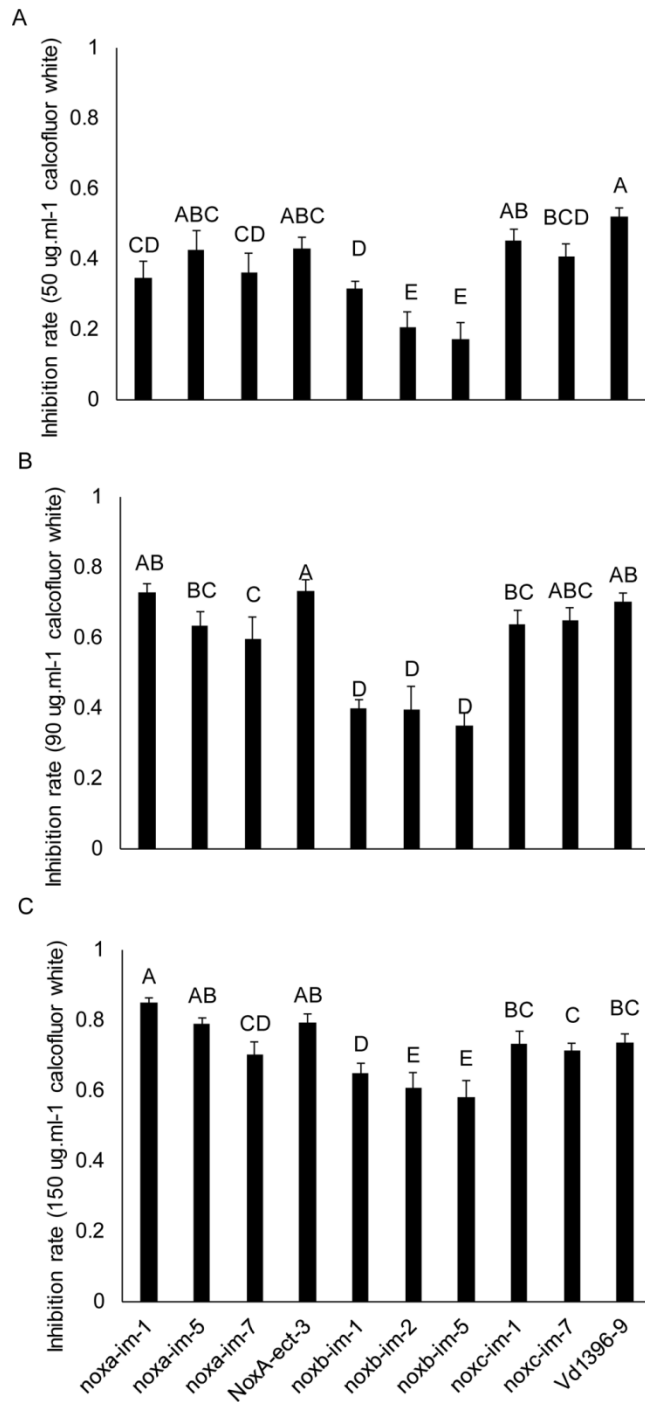 A
Inhibition rate (50 ug.ml-1 calcofluor white)
1
0.8
0.6
0.4
0.2
0
CD
ABC
CD
ABC
D
E
E
AB
BCD
A
B
Inhibition rate (90 ug.ml-1 calcofluor white)
1
0.8
0.6
0.4
0.2
0
AB
BC
C
A
D
D
D
BC
ABC
AB
C
Inhibition rate (150 ug.ml-1 calcofluor white)
1
0.8
0.6
0.4
0.2
0
A
AB
CD
AB
D
E
E
BC
C
BC
noxa-im-1
noxa-im-5
noxa-im-7
NoxA-ect-3
noxb-im-1
noxb-im-2
noxb-im-5
noxc-im-1
noxc-im-7
Vd1396-9